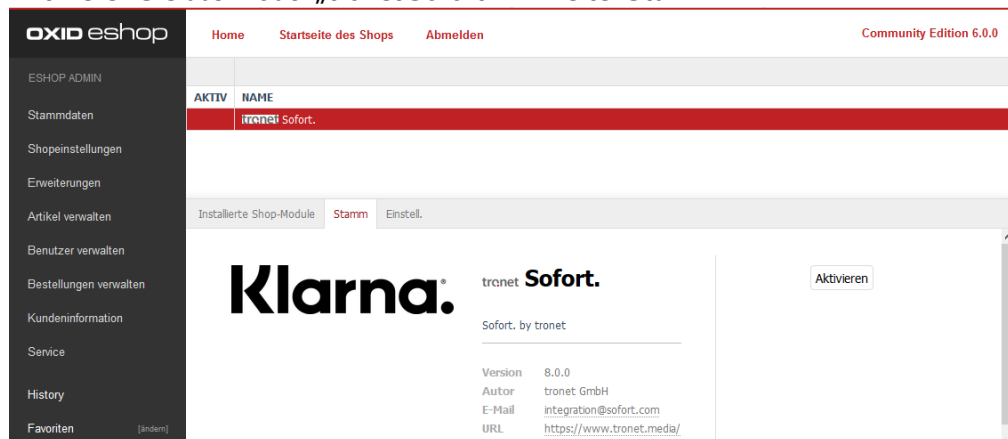 OXID eshop
Home Startseite des Shops Abmelden
Community Edition 6.0.0
ESHOP ADMIN
Stammdaten
Shopeinstellungen
Erweiterungen
Artikel verwalten
Benutzer verwalten
Bestellungen verwalten
Kundeninformation
Service
History
Favoriten [ändern]
AKTIV NAME
tronet Sofort.
Installierte Shop-Module Stamm Einstell.
Klarna.
tronet Sofort.
Sofort. by tronet
Version 8.0.0
Autor tronet GmbH
E-Mail integration@sofort.com
URL https://www.tronet.media/
Aktivieren